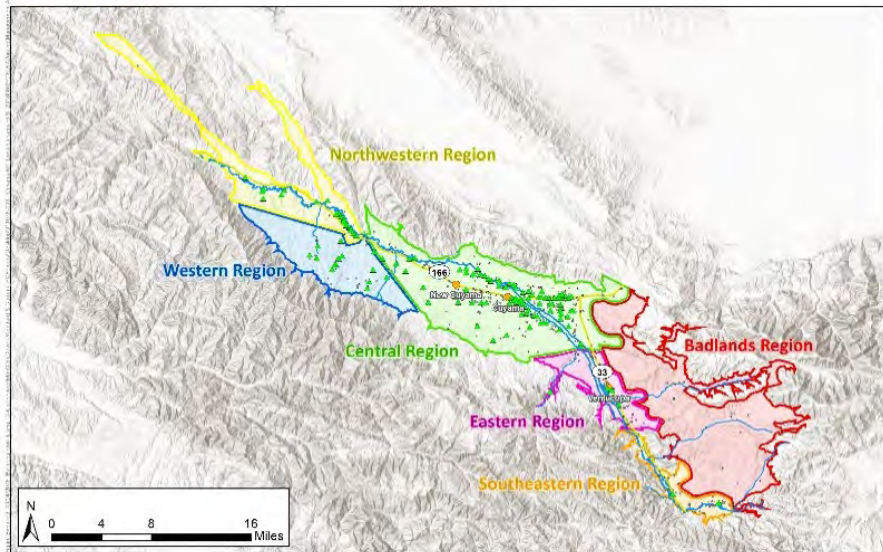 Northwestern Region
Western Region
166
New Cuyama
Cuyama
Central Region
Badlands Region
33
Ventucopa
Eastern Region
Southeastern Region
N
0 4 8 16
Miles